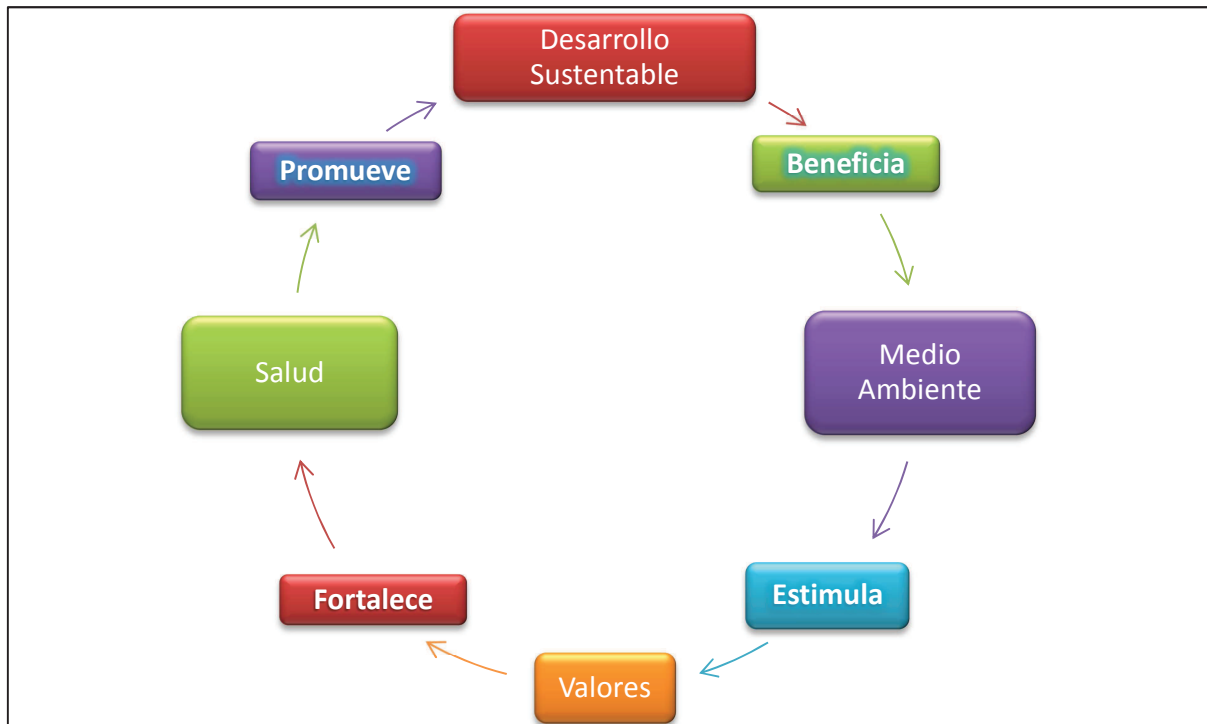 Desarrollo
Sustentable
Beneficia
Medio
Ambiente
Estimula
Valores
Fortalece
Salud
Promueve